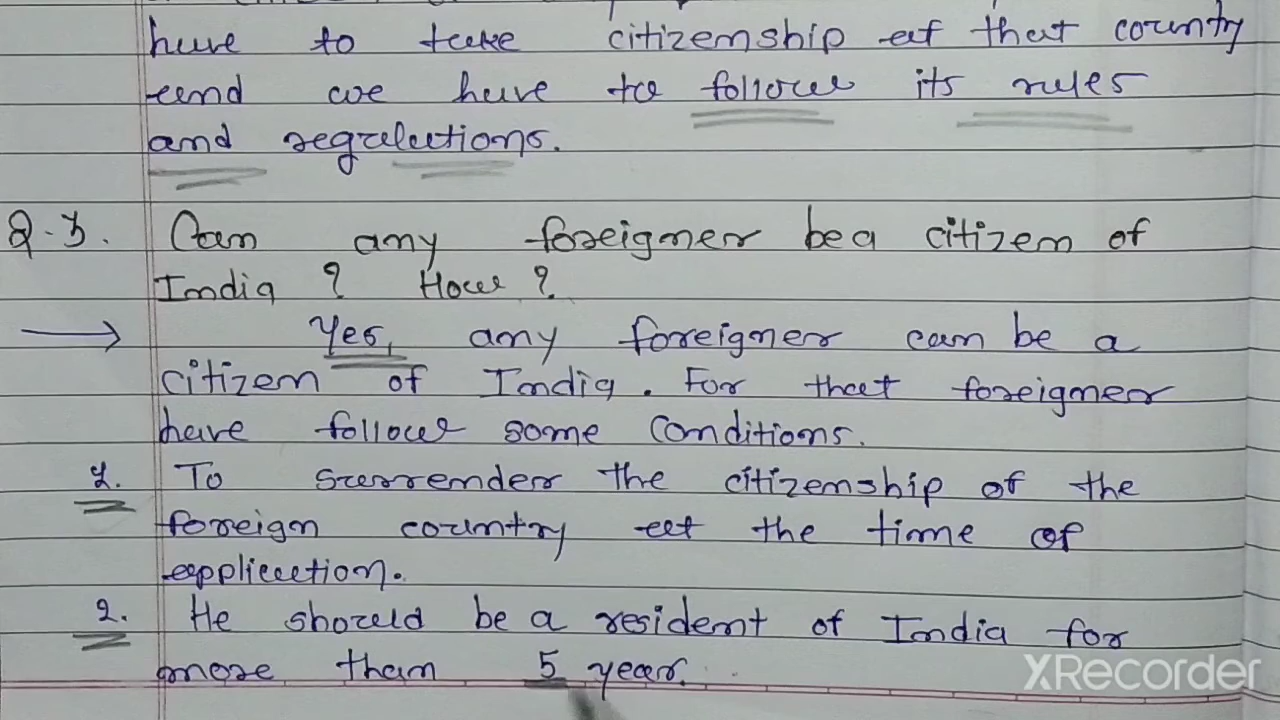 have to take citizenship of that country
and we have to follow its rules
and regulations.
Q.3. Can any foreigner be a citizen of
India ? How ?
→ Yes, any foreigner can be a
citizen of India. For that foreigner
have follow some conditions.
1. To surrender the citizenship of the
foreign country at the time of
application.
2. He should be a resident of India for
more than 5 year.
XRecorder